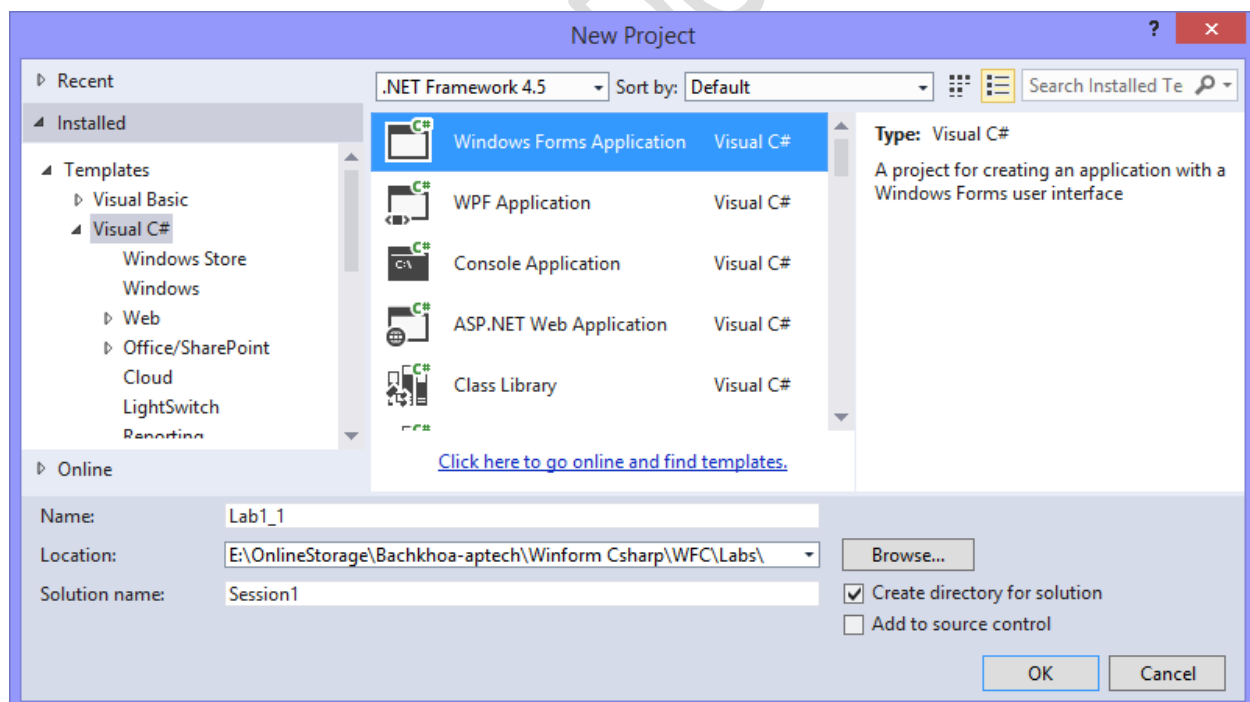 New Project
?
Recent
.NET Framework 4.5
Sort by:
Default
Search Installed Te
Installed
Templates
Visual Basic
Visual C#
Windows Store
Windows
Web
Office/SharePoint
Cloud
LightSwitch
Reporting
Online
C# Windows Forms Application Visual C#
C# WPF Application Visual C#
C# C:\ Console Application Visual C#
C# ASP.NET Web Application Visual C#
C# Class Library Visual C#
C#
Click here to go online and find templates.
Type: Visual C#
A project for creating an application with a
Windows Forms user interface
Name: Lab1_1
Location: E:\OnlineStorage\Bachkhoa-aptech\Winform Csharp\WFC\Labs\
Browse...
Solution name: Session1
Create directory for solution
Add to source control
OK
Cancel